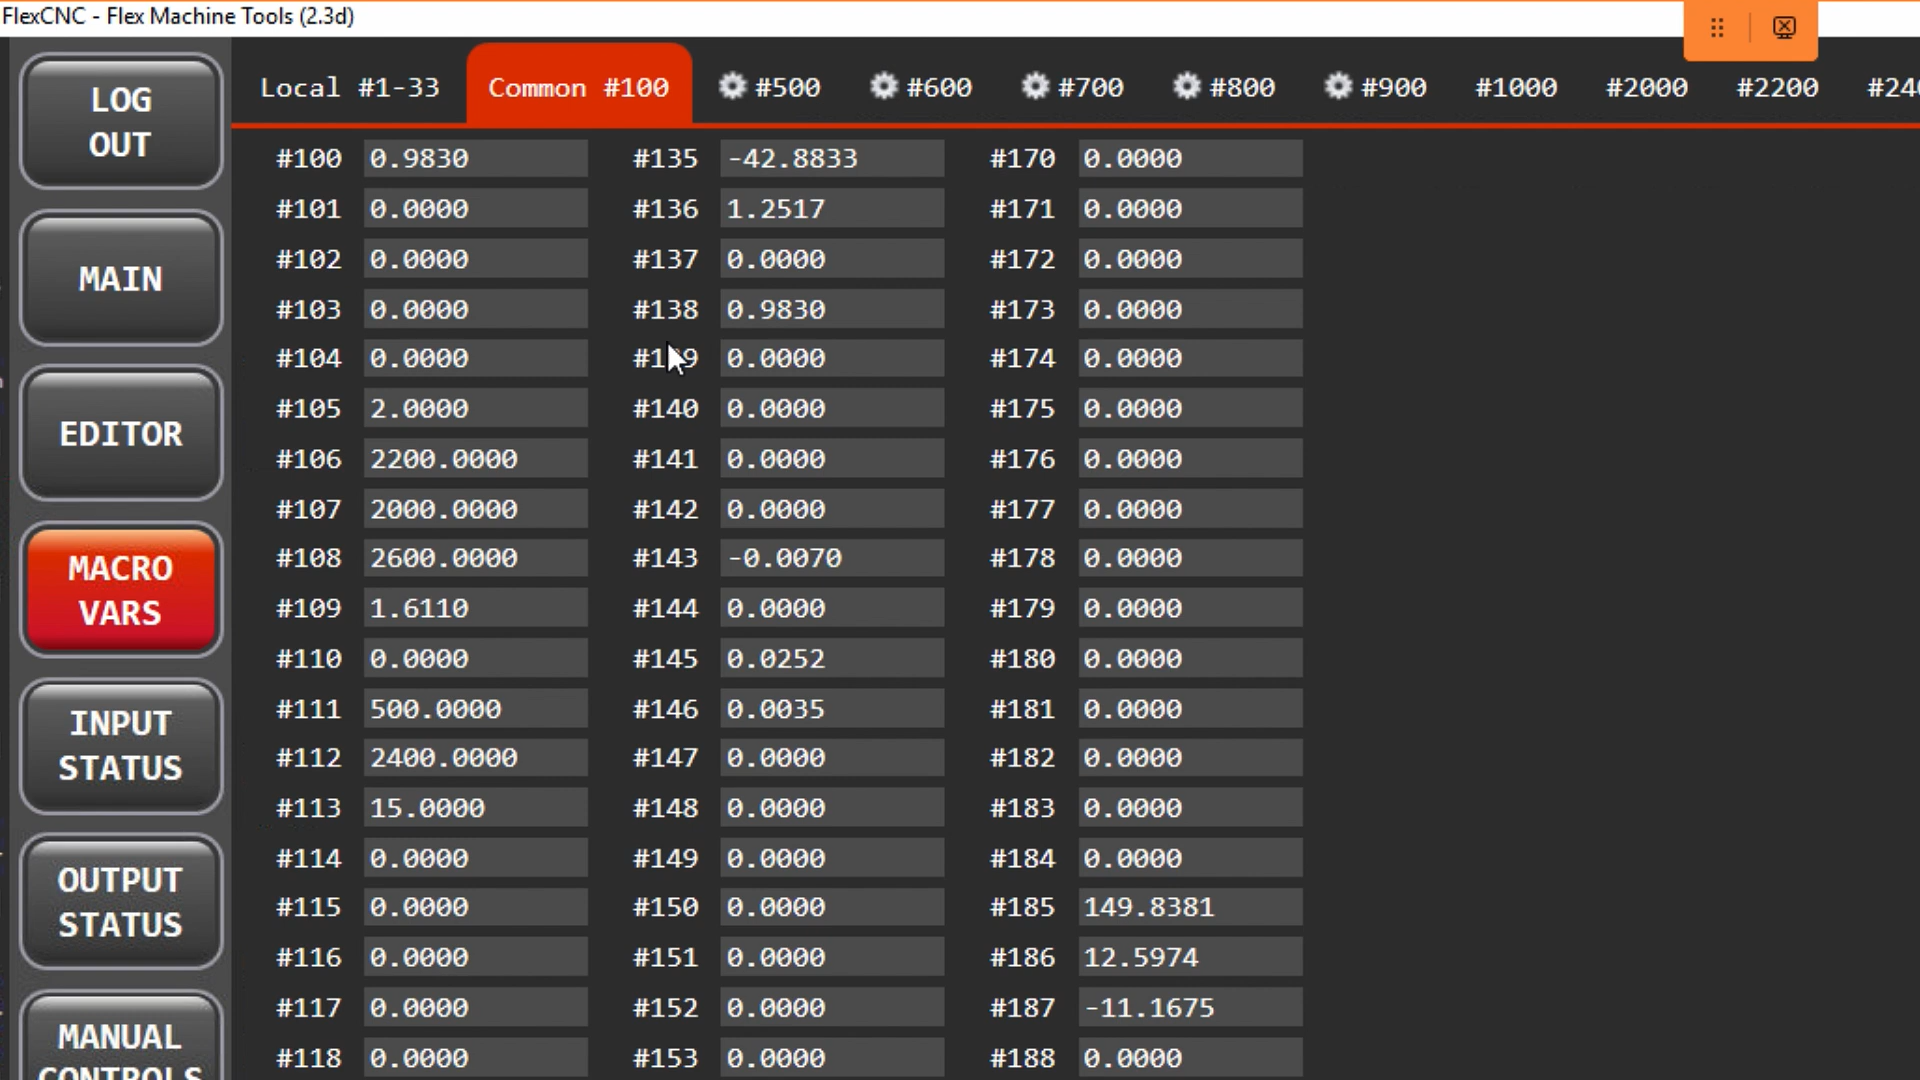 FlexCNC - Flex Machine Tools (2.3d)
LOG OUT
MAIN
EDITOR
MACRO VARS
INPUT STATUS
OUTPUT STATUS
MANUAL CONTROLS
Local #1-33 Common #100 #500 #600 #700 #800 #900 #1000 #2000 #2200
#100 0.9830 #135 -42.8833 #170 0.0000
#101 0.0000 #136 1.2517 #171 0.0000
#102 0.0000 #137 0.0000 #172 0.0000
#103 0.0000 #138 0.9830 #173 0.0000
#104 0.0000 #139 0.0000 #174 0.0000
#105 2.0000 #140 0.0000 #175 0.0000
#106 2200.0000 #141 0.0000 #176 0.0000
#107 2000.0000 #142 0.0000 #177 0.0000
#108 2600.0000 #143 -0.0070 #178 0.0000
#109 1.6110 #144 0.0000 #179 0.0000
#110 0.0000 #145 0.0252 #180 0.0000
#111 500.0000 #146 0.0035 #181 0.0000
#112 2400.0000 #147 0.0000 #182 0.0000
#113 15.0000 #148 0.0000 #183 0.0000
#114 0.0000 #149 0.0000 #184 0.0000
#115 0.0000 #150 0.0000 #185 149.8381
#116 0.0000 #151 0.0000 #186 12.5974
#117 0.0000 #152 0.0000 #187 -11.1675
#118 0.0000 #153 0.0000 #188 0.0000